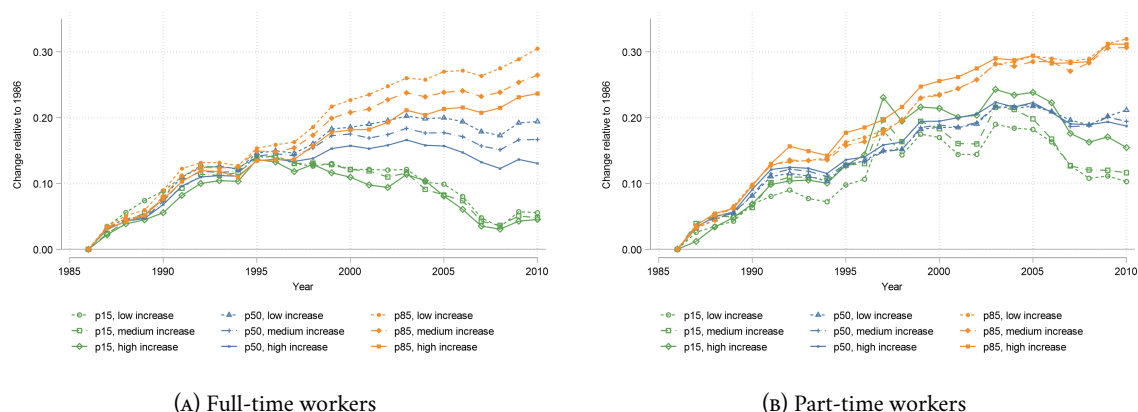 0.30
0.20
0.10
0.00
Change relative to 1986
1985 1990 1995 2000 2005 2010
Year
p15, low increase p50, low increase p85, low increase
p15, medium increase p50, medium increase p85, medium increase
p15, high increase p50, high increase p85, high increase
(A) Full-time workers
0.30
0.20
0.10
0.00
Change relative to 1986
1985 1990 1995 2000 2005 2010
Year
p15, low increase p50, low increase p85, low increase
p15, medium increase p50, medium increase p85, medium increase
p15, high increase p50, high increase p85, high increase
(B) Part-time workers